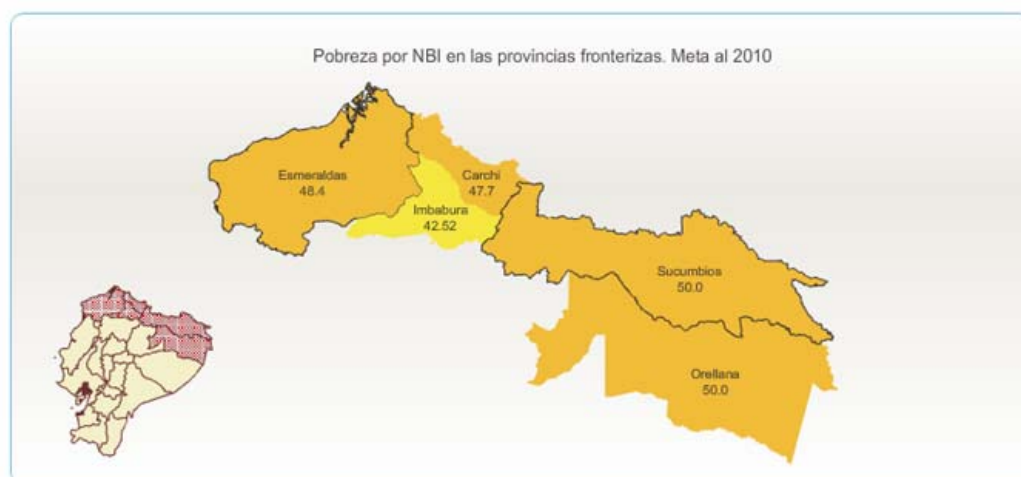 Pobreza por NBI en las provincias fronterizas. Meta al 2010
Esmeraldas
48.4
Carchi
47.7
Imbabura
42.52
Sucumbios
50.0
Orellana
50.0